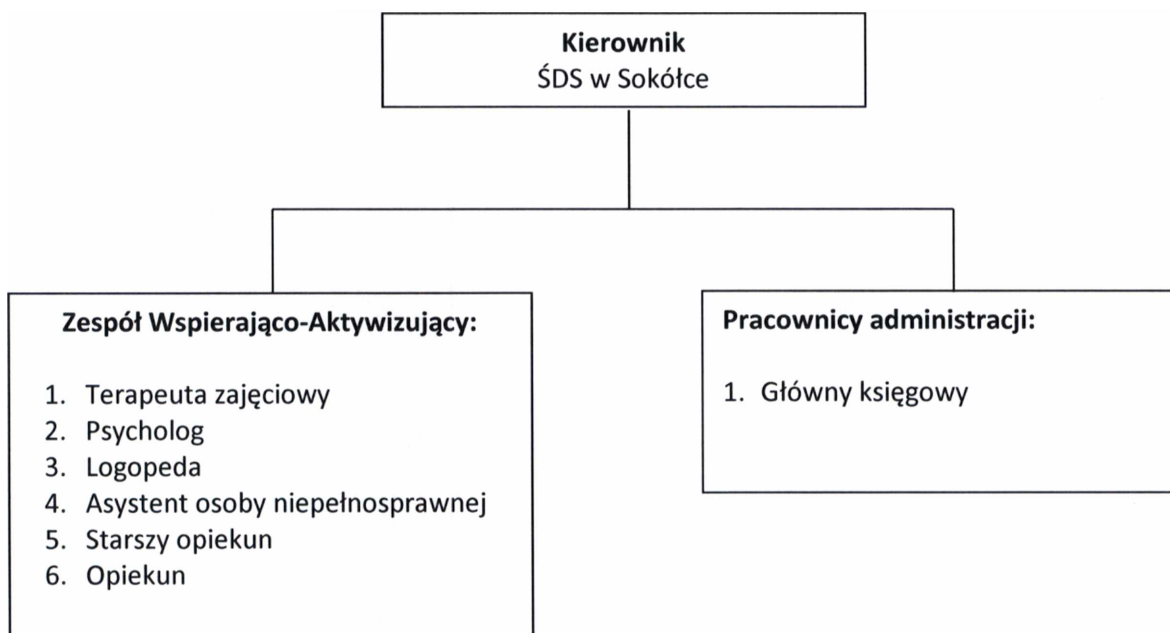 Kierownik
ŚDS w Sokółce
Zespół Wspierająco-Aktywizujący:
1. Terapeuta zajęciowy
2. Psycholog
3. Logopeda
4. Asystent osoby niepełnosprawnej
5. Starszy opiekun
6. Opiekun
Pracownicy administracji:
1. Główny księgowy